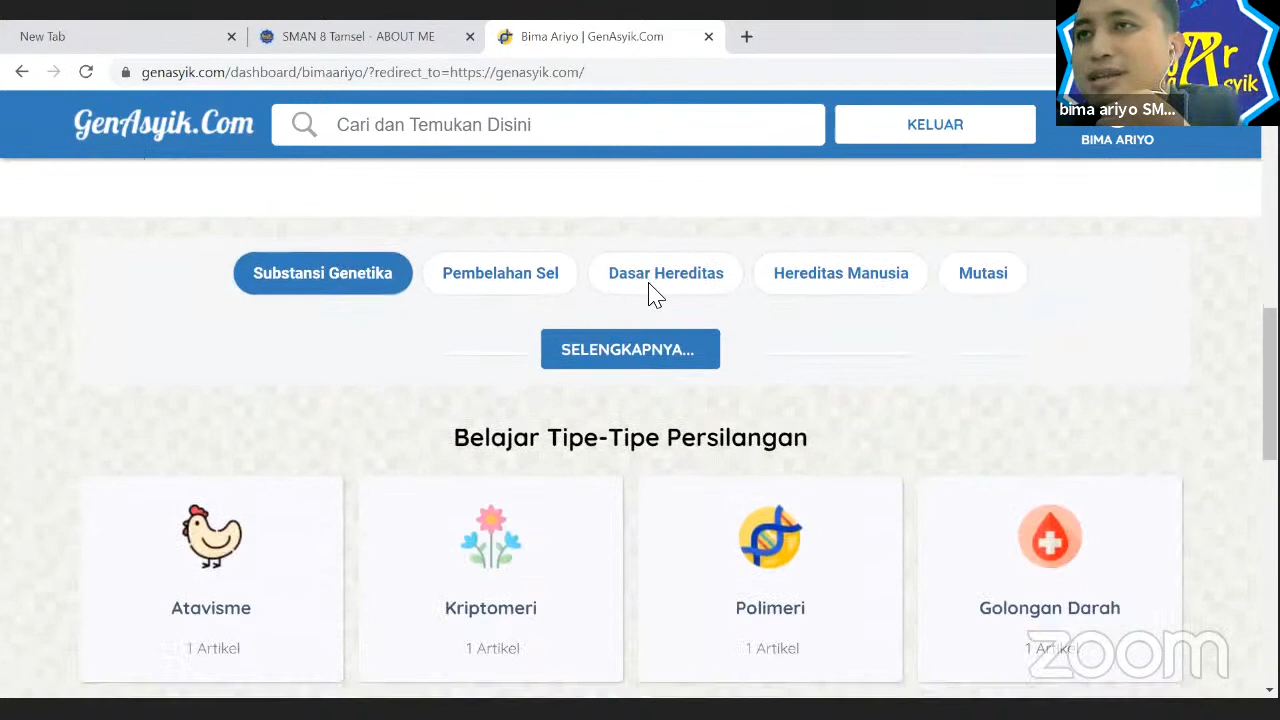 New Tab
SMAN 8 Tamsel - ABOUT ME
Bima Ariyo | GenAsyik.Com
genasyik.com/dashboard/bimaariyo/?redirect_to=https://genasyik.com/
bima ariyo SM...
GenAsyik.Com
Cari dan Temukan Disini
KELUAR
BIMA ARIYO
Substansi Genetika
Pembelahan Sel
Dasar Hereditas
Hereditas Manusia
Mutasi
SELENGKAPNYA...
Belajar Tipe-Tipe Persilangan
Atavisme
Kriptomeri
Polimeri
Golongan Darah
1 Artikel
1 Artikel
1 Artikel
1 Artikel
zoom